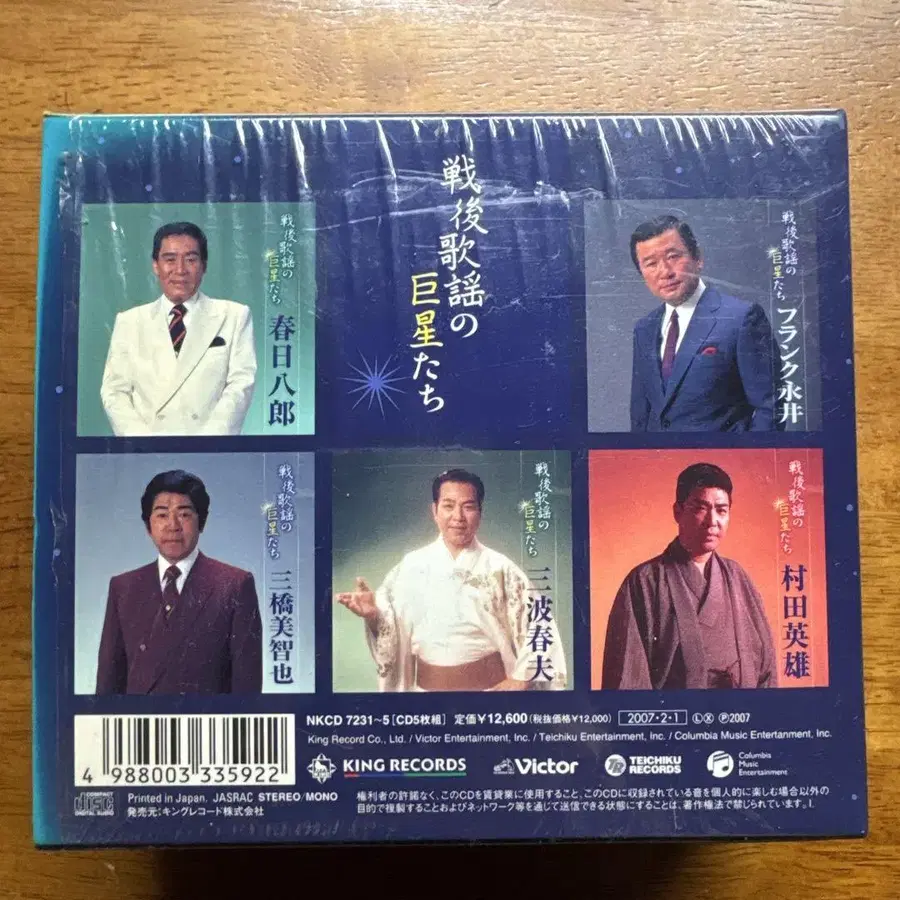 戦後歌謡の
巨星たち
戦後歌謡の
巨星たち
春日八郎
戦後歌謡の
巨星たち
フランク永井
戦後歌謡の
巨星たち
三橋美智也
戦後歌謡の
巨星たち
三波春夫
戦後歌謡の
巨星たち
村田英雄
NKCD 7231~5 [CD5枚組] 定価¥12,600 (税抜価格¥12,000) 2007・2・1 Ⓛ Ⓧ Ⓟ2007
King Record Co., Ltd. / Victor Entertainment, Inc. / Teichiku Entertainment, Inc. / Columbia Music Entertainment, Inc.
KING RECORDS
Victor
TEICHIKU
RECORDS
Columbia
Music
Entertainment
4 988003 335922
COMPACT
disc
DIGITAL AUDIO
Printed in Japan. JASRAC STEREO/MONO
発売元:キングレコード株式会社
権利者の許諾なく、このCDを賃貸業に使用すること、このCDに収録されている音を個人的に楽しむ場合以外の
目的で複製することおよびネットワーク等を通じて送信できる状態にすることは、著作権法で禁じられています。I.